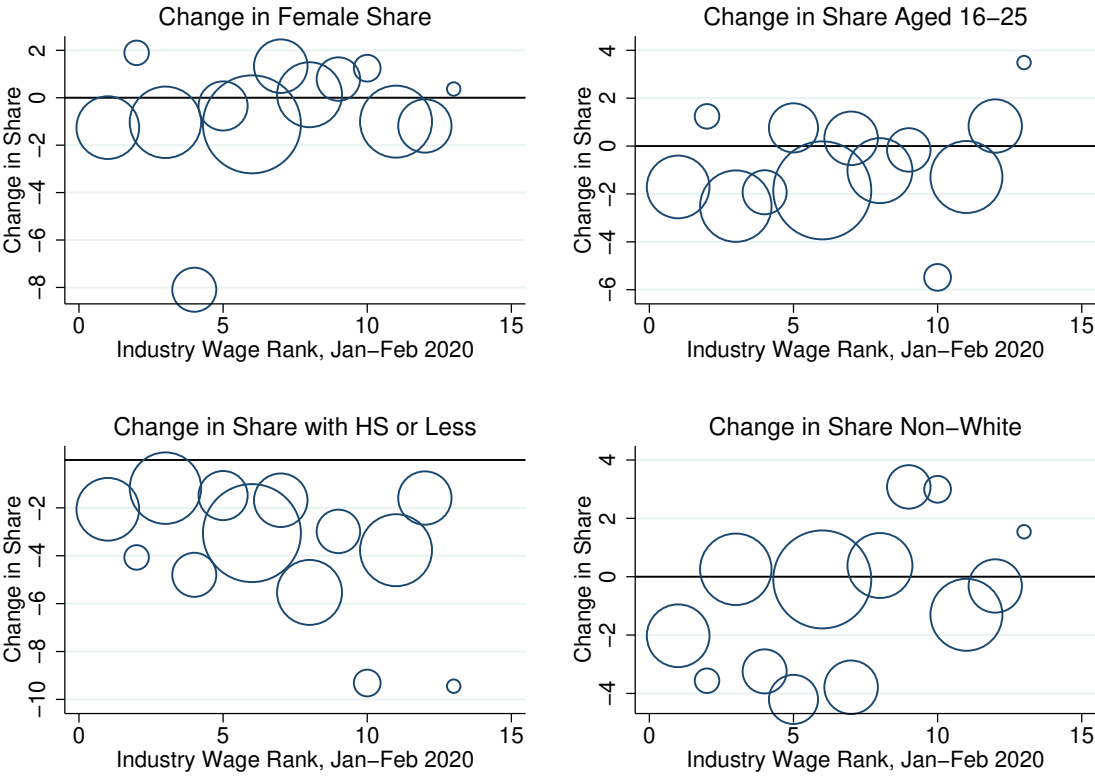 Change in Female Share
Change in Share
2
0
−2
−4
−6
−8
0 5 10 15
Industry Wage Rank, Jan−Feb 2020
Change in Share Aged 16−25
Change in Share
4
2
0
−2
−4
−6
0 5 10 15
Industry Wage Rank, Jan−Feb 2020
Change in Share with HS or Less
Change in Share
−2
−4
−6
−8
−10
0 5 10 15
Industry Wage Rank, Jan−Feb 2020
Change in Share Non−White
Change in Share
4
2
0
−2
−4
0 5 10 15
Industry Wage Rank, Jan−Feb 2020